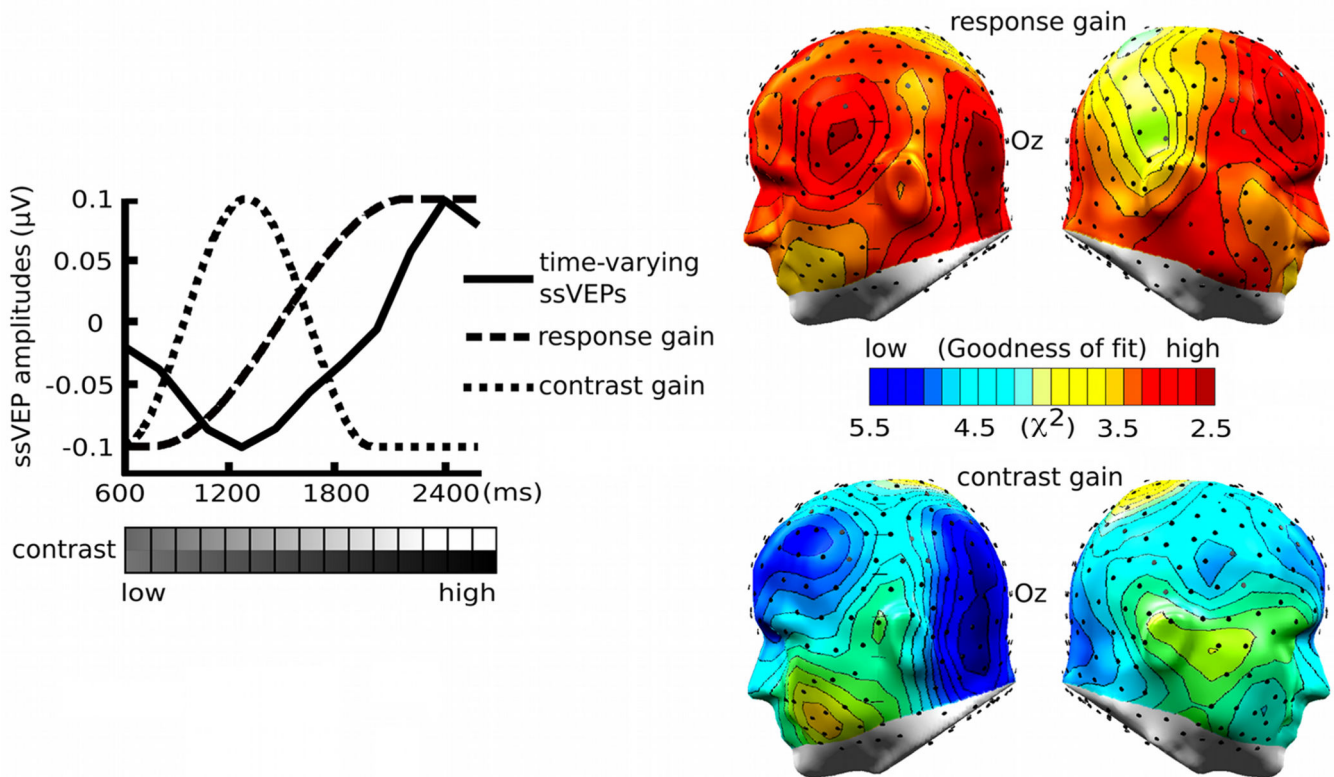 ssVEP amplitudes (μV)
0.1
0.05
0
-0.05
-0.1
600 1200 1800 2400 (ms)
time-varying
ssVEPs
response gain
contrast gain
contrast
low high
response gain
Oz
low (Goodness of fit) high
5.5 4.5 (χ²) 3.5 2.5
contrast gain
Oz